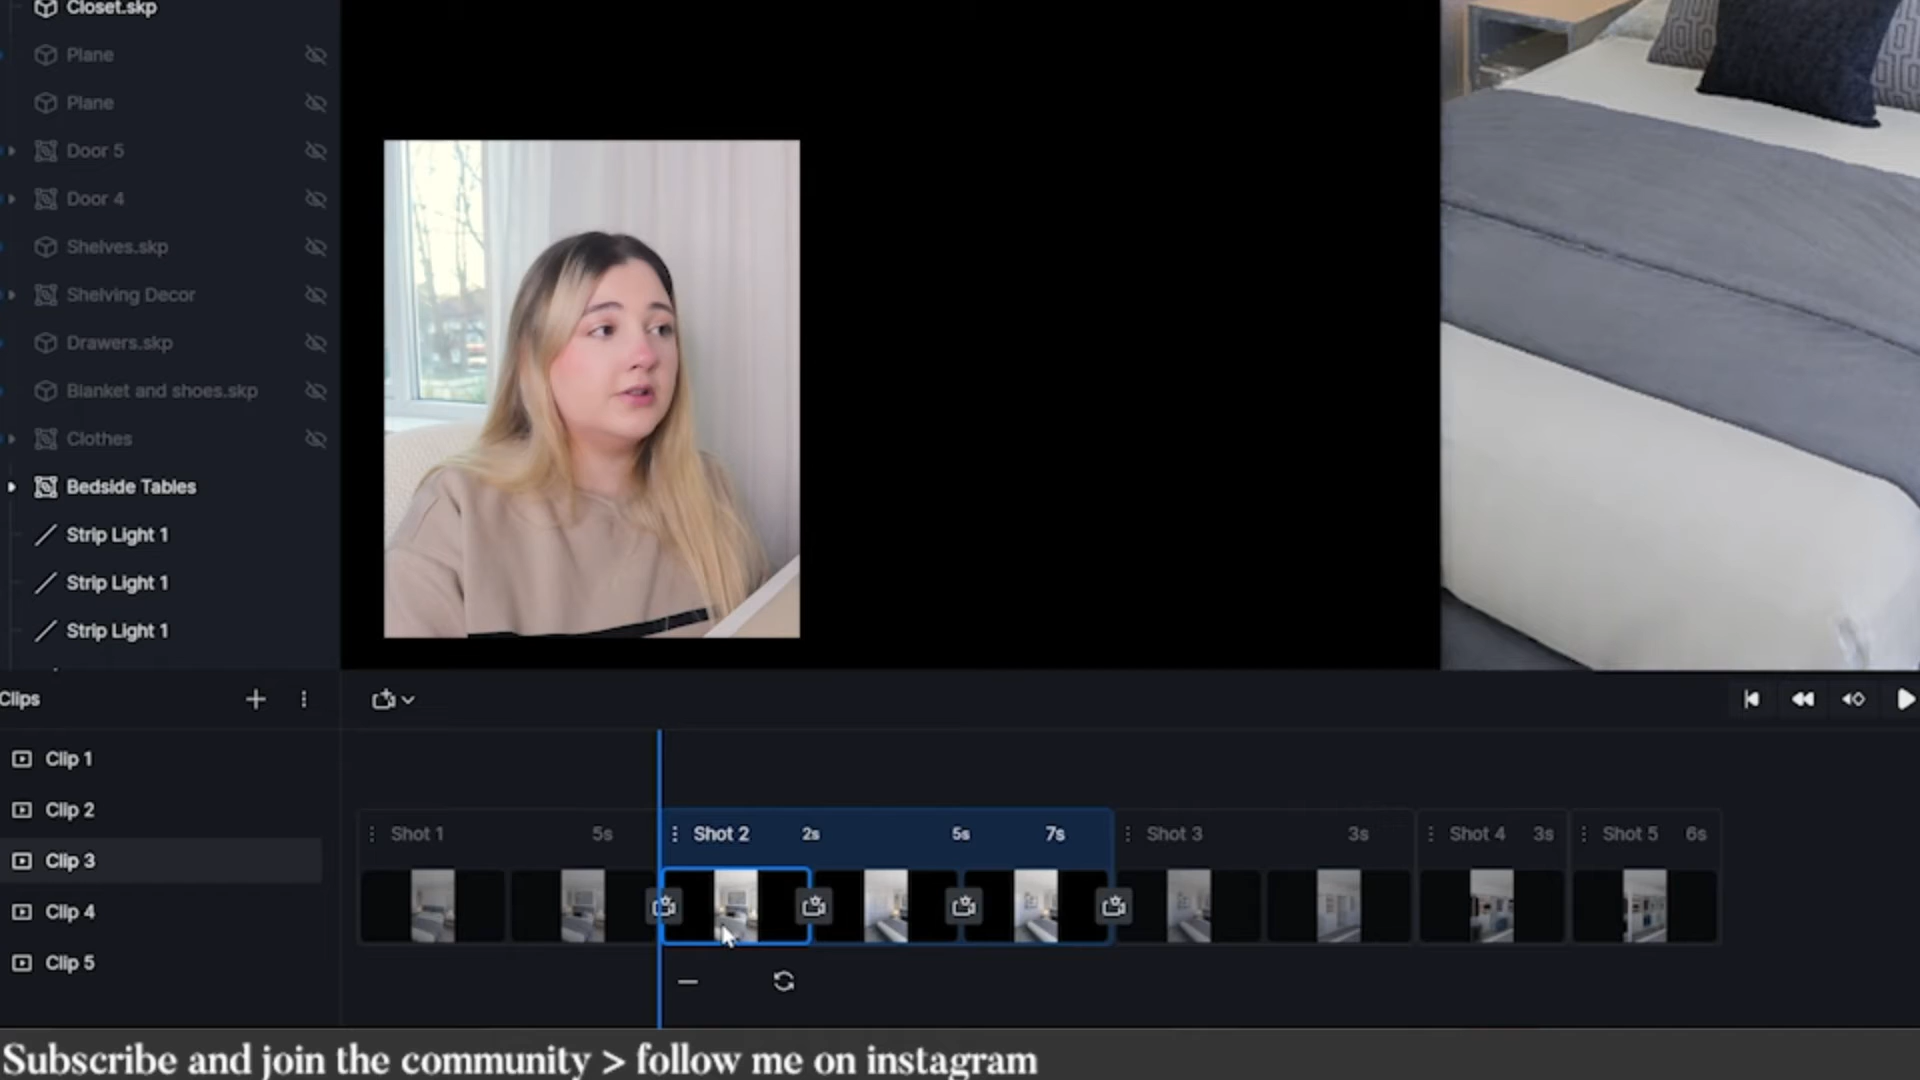 Closet.skp
Plane
Plane
Door 5
Door 4
Shelves.skp
Shelving Decor
Drawers.skp
Blanket and shoes.skp
Clothes
Bedside Tables
Strip Light 1
Strip Light 1
Strip Light 1
Clips
Clip 1
Clip 2
Clip 3
Clip 4
Clip 5
Shot 1 5s Shot 2 2s 5s 7s Shot 3 3s Shot 4 3s Shot 5 6s
Subscribe and join the community > follow me on instagram